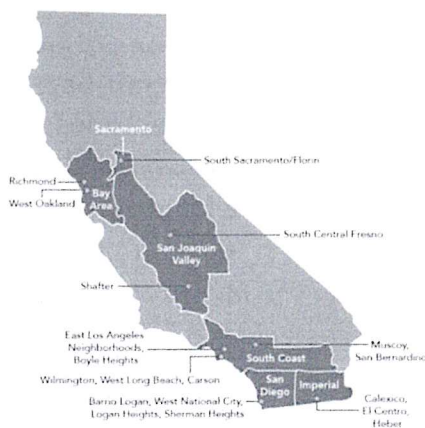 Sacramento
South Sacramento/Florin
Richmond
West Oakland
Bay
Area
South Central Fresno
San Joaquin
Valley
Shafter
East Los Angeles
Neighborhoods,
Boyle Heights
South Coast
Muscoy,
San Bernardino
Wilmington, West Long Beach, Carson
San
Diego
Imperial
Barrio Logan, West National City,
Logan Heights, Sherman Heights
Calexico,
El Centro,
Heber